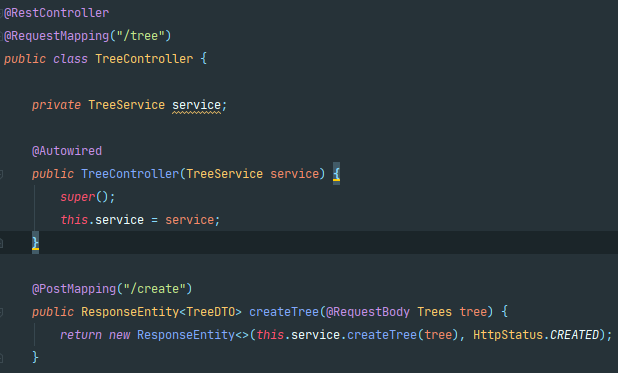 @RestController
@RequestMapping("/tree")
public class TreeController {
private TreeService service;
@Autowired
public TreeController(TreeService service) {
super();
this.service = service;
}
@PostMapping("/create")
public ResponseEntity<TreeDTO> createTree(@RequestBody Trees tree) {
return new ResponseEntity<>(this.service.createTree(tree), HttpStatus.CREATED);
}